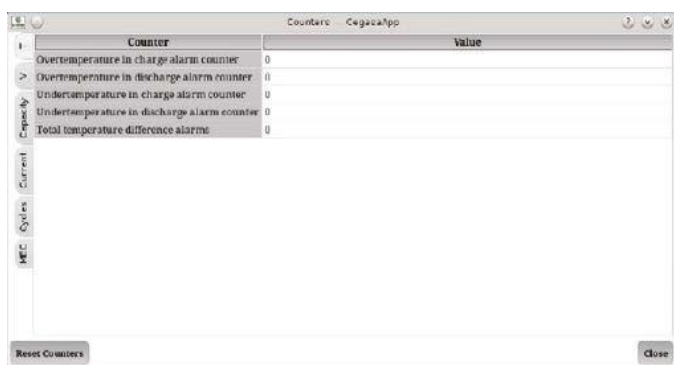 Counters CegasaApp
Counter Value
Overtemperature in charge alarm counter 0
Overtemperature in discharge alarm counter 0
Undertemperature in charge alarm counter 0
Undertemperature in discharge alarm counter 0
Total temperature difference alarms 0
V
Capacity
Current
Cycles
MEC
Reset Counters
Close